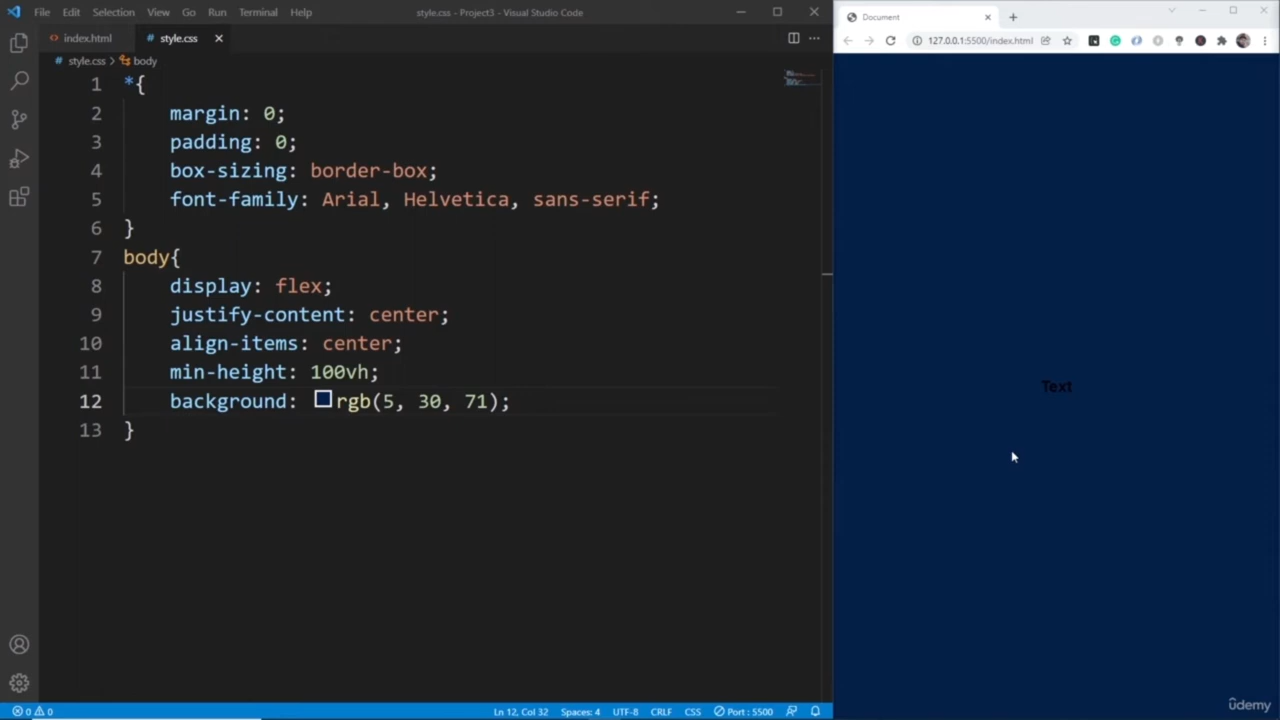 File Edit Selection View Go Run Terminal Help
style.css - Project3 - Visual Studio Code
index.html
style.css
style.css > body
1 *{
2 margin: 0;
3 padding: 0;
4 box-sizing: border-box;
5 font-family: Arial, Helvetica, sans-serif;
6 }
7 body{
8 display: flex;
9 justify-content: center;
10 align-items: center;
11 min-height: 100vh;
12 background: rgb(5, 30, 71);
13 }
0 0
Ln 12, Col 32 Spaces: 4 UTF-8 CRLF CSS Port : 5500
Document
127.0.0.1:5500/index.html
Text
ûdemy